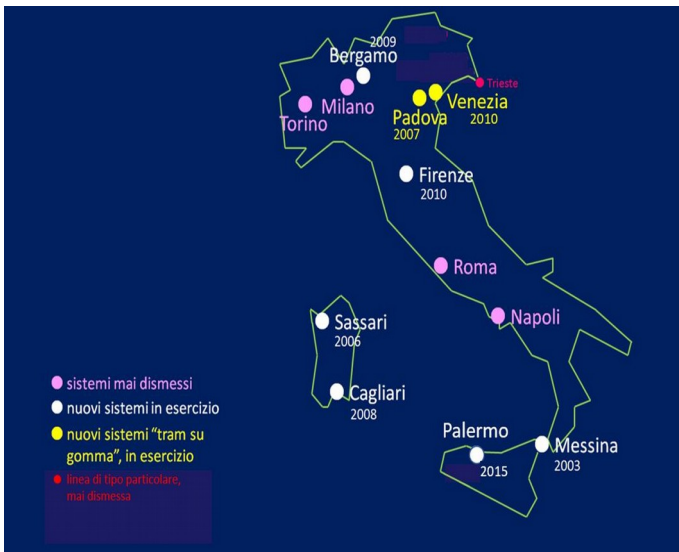 2009
Bergamo
Milano
Torino
Trieste
Venezia
2010
Padova
2007
Firenze
2010
Roma
Napoli
Sassari
2006
Cagliari
2008
Palermo
2015
Messina
2003
sistemi mai dismessi
nuovi sistemi in esercizio
nuovi sistemi “tram su
gomma”, in esercizio
linea di tipo particolare,
mai dismessa